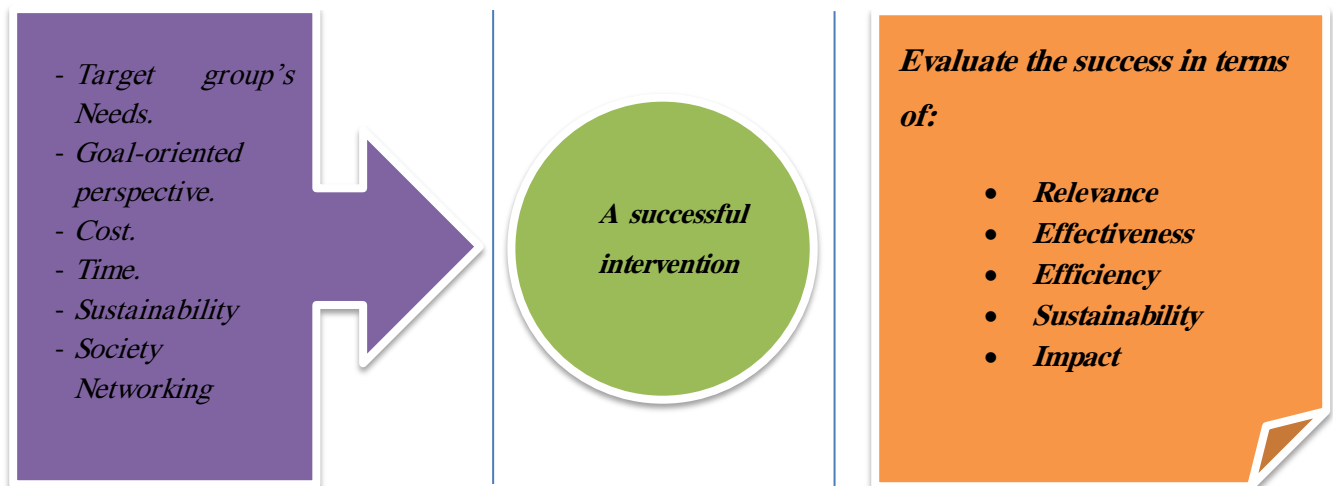 - Target group's
Needs.
- Goal-oriented
perspective.
- Cost.
- Time.
- Sustainability
- Society
Networking
A successful
intervention
Evaluate the success in terms
of:
• Relevance
• Effectiveness
• Efficiency
• Sustainability
• Impact